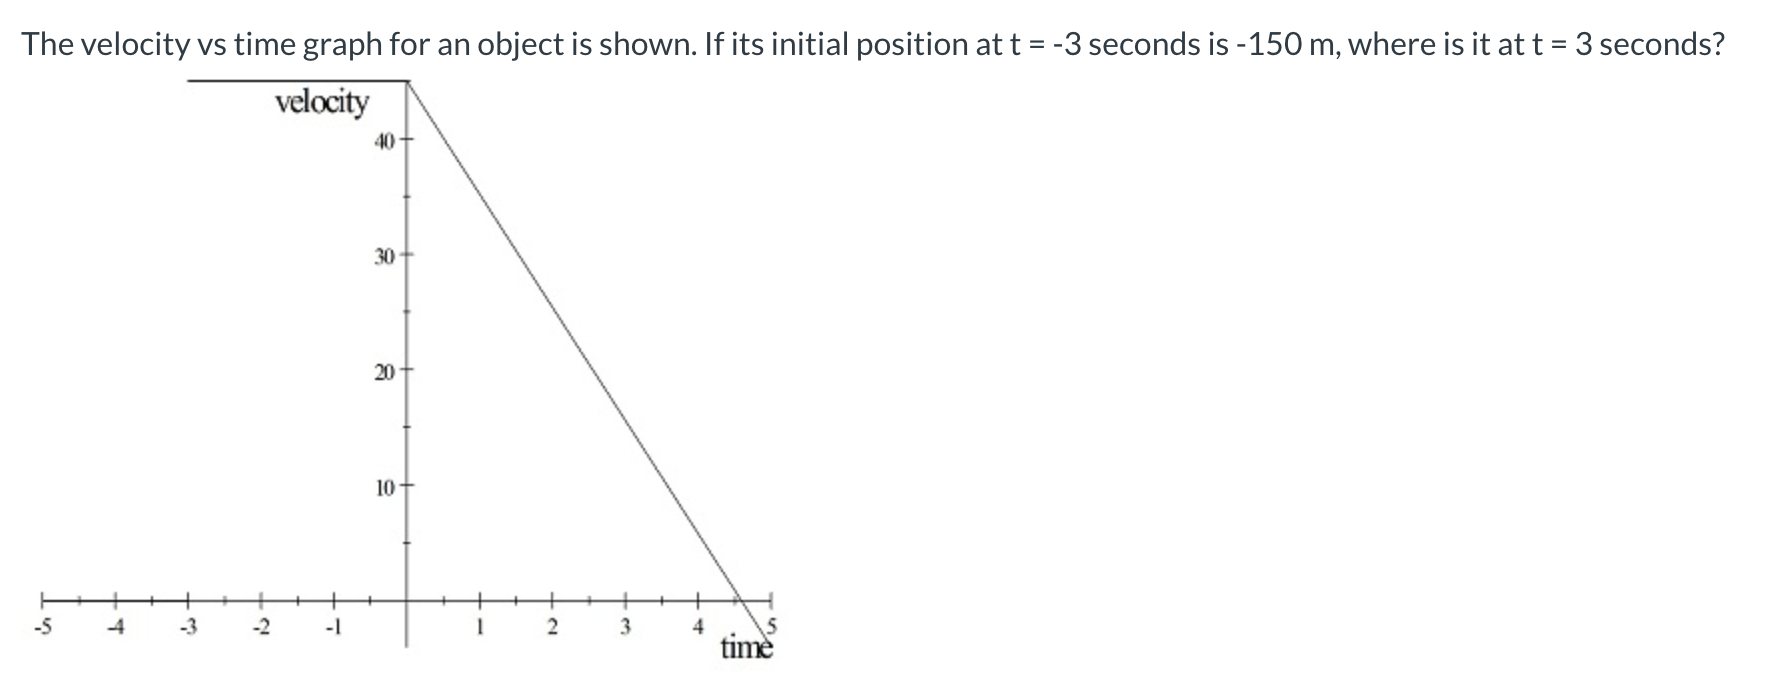 The velocity vs time graph for an object is shown. If its initial position at t = -3 seconds is -150 m, where is it at t = 3 seconds?
velocity
40
30
20
10
-5 -4 -3 -2 -1 1 2 3 4 5
time